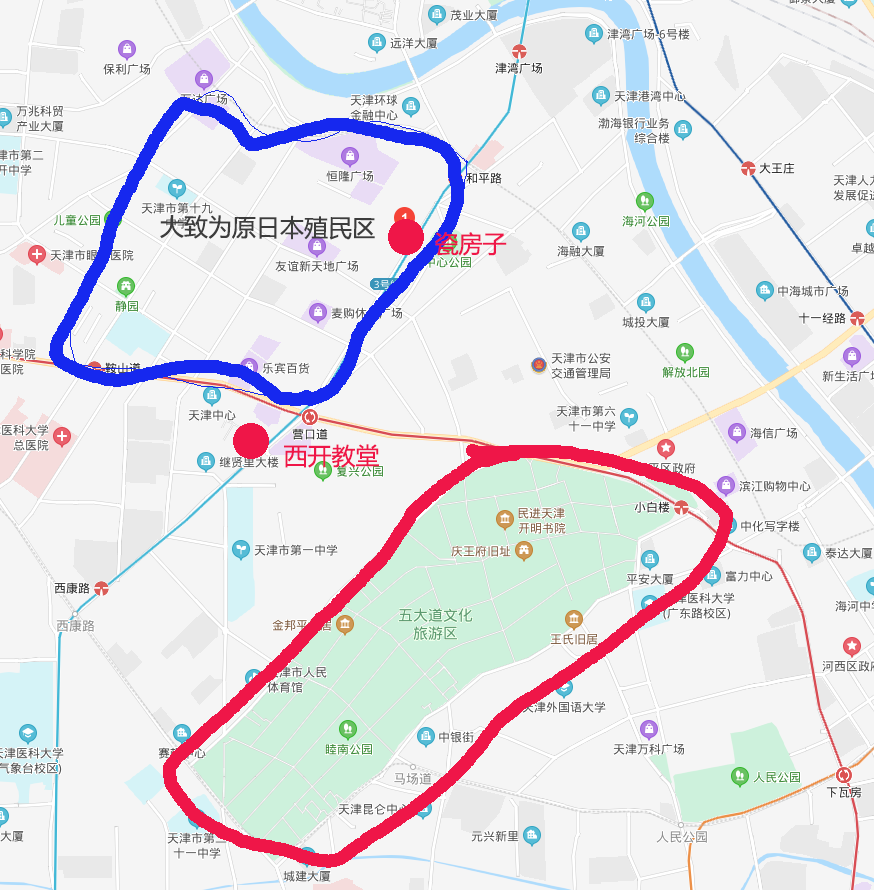 茂业大厦
远洋大厦
津湾广场-6号楼
保利广场
津湾广场
万达广场
天津环球
金融中心
天津港湾中心
万兆科贸
产业大厦
渤海银行业务
综合楼
天津市第二
开中学
恒隆广场
大王庄
和平路
天津人力
发展促进
天津市第十九
中学
儿童公园
大致为原日本殖民区
1
瓷房子
海河公园
海融大厦
卓越
天津市眼
医院
友谊新天地广场
中心公园
静园
3号线
中海城市广场
麦购休
广场
城投大厦
十一经路
科学院
医院
鞍山道
乐宾百货
天津市公安
交通管理局
解放北园
新生活广场
天津中心
天津市第六
十一中学
医科大学
总医院
营口道
海信广场
继贤里大楼
西开教堂
复兴公园
平区政府
滨江购物中心
小白楼
民进天津
开明书院
中化写字楼
天津市第一中学
庆王府旧址
泰达大厦
平安大厦
富力中心
西康路
津医科大学
(广东路校区)
海河中学
西康路
金邦平
居
五大道文化
旅游区
王氏旧居
河西区政府
天津市人民
体育馆
天津外国语大学
天津医科大学
气象台校区)
赛
中心
睦南公园
中银街
天津万科广场
马场道
人民公园
下瓦房
天津昆仑中心
大厦
天津市第二
十一中学
元兴新里
人民公园
城建大厦